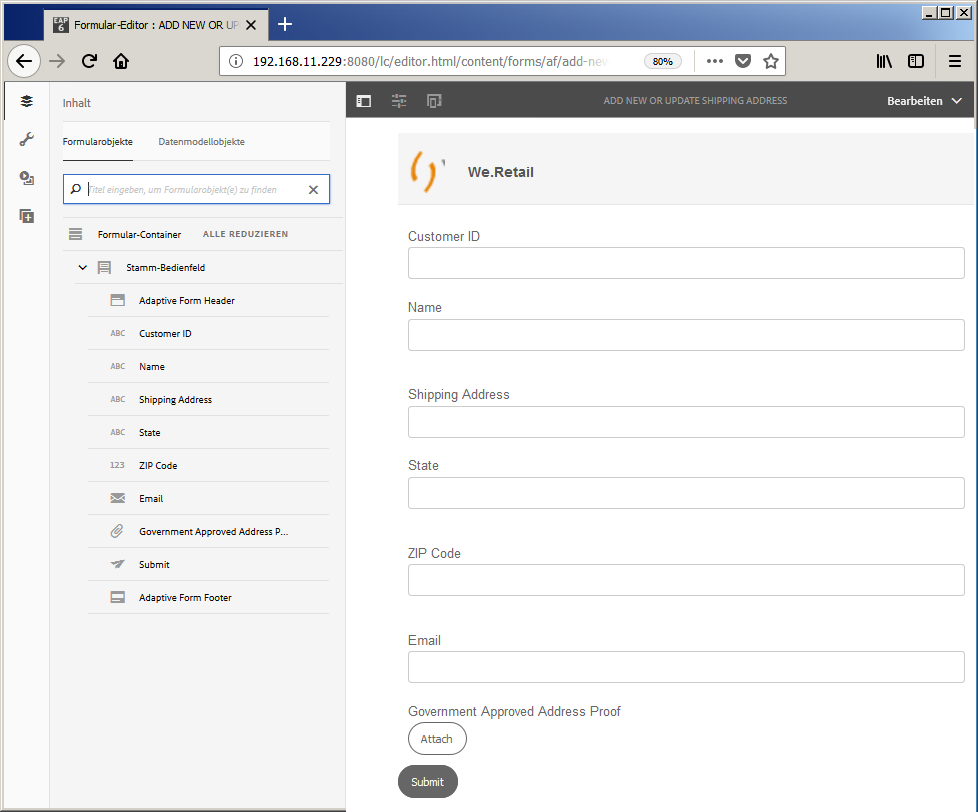 EAP
6
Formular-Editor : ADD NEW OR UP
192.168.11.229:8080/lc/editor.html/content/forms/af/add-new
80%
Inhalt
Formularobjekte Datenmodellobjekte
Titel eingeben, um Formularobjekt(e) zu finden
Formular-Container ALLE REDUZIEREN
Stamm-Bedienfeld
Adaptive Form Header
ABC Customer ID
ABC Name
ABC Shipping Address
ABC State
123 ZIP Code
Email
Government Approved Address P...
Submit
Adaptive Form Footer
ADD NEW OR UPDATE SHIPPING ADDRESS
Bearbeiten
We.Retail
Customer ID
Name
Shipping Address
State
ZIP Code
Email
Government Approved Address Proof
Attach
Submit